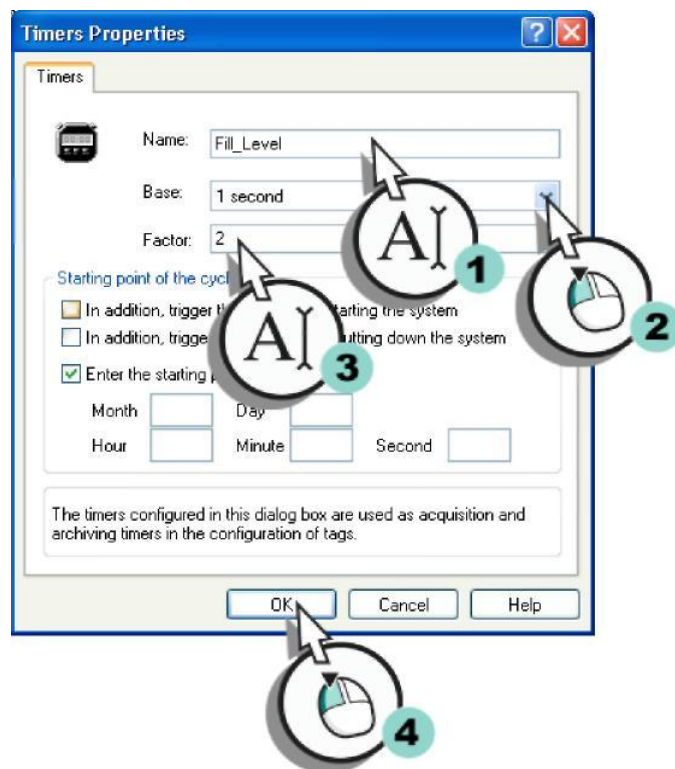 Timers Properties
Timers
Name: Fill_Level
Base: 1 second
A 1
Factor: 2
2
Starting point of the cycl
In addition, trigger t tarting the system
In addition, trigge utting down the system
A 3
Enter the starting
Month Day
Hour Minute Second
The timers configured in this dialog box are used as acquisition and
archiving timers in the configuration of tags.
OK Cancel Help
4